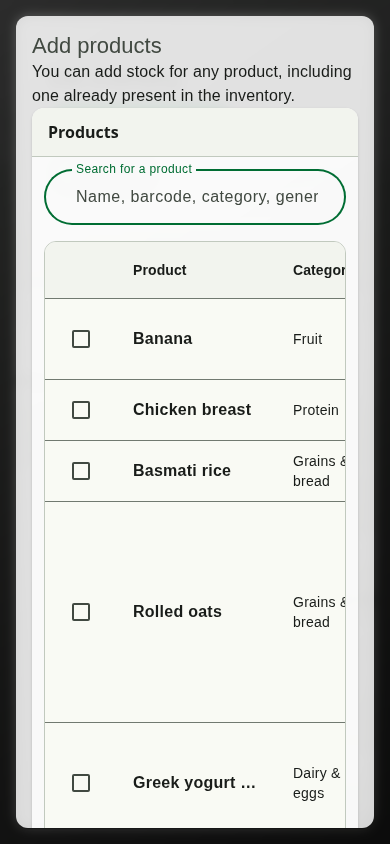 Add products
You can add stock for any product, including
one already present in the inventory.
Products
Search for a product
Name, barcode, category, gener
Product Categor
Banana Fruit
Chicken breast Protein
Basmati rice Grains &
bread
Rolled oats Grains &
bread
Greek yogurt … Dairy &
eggs